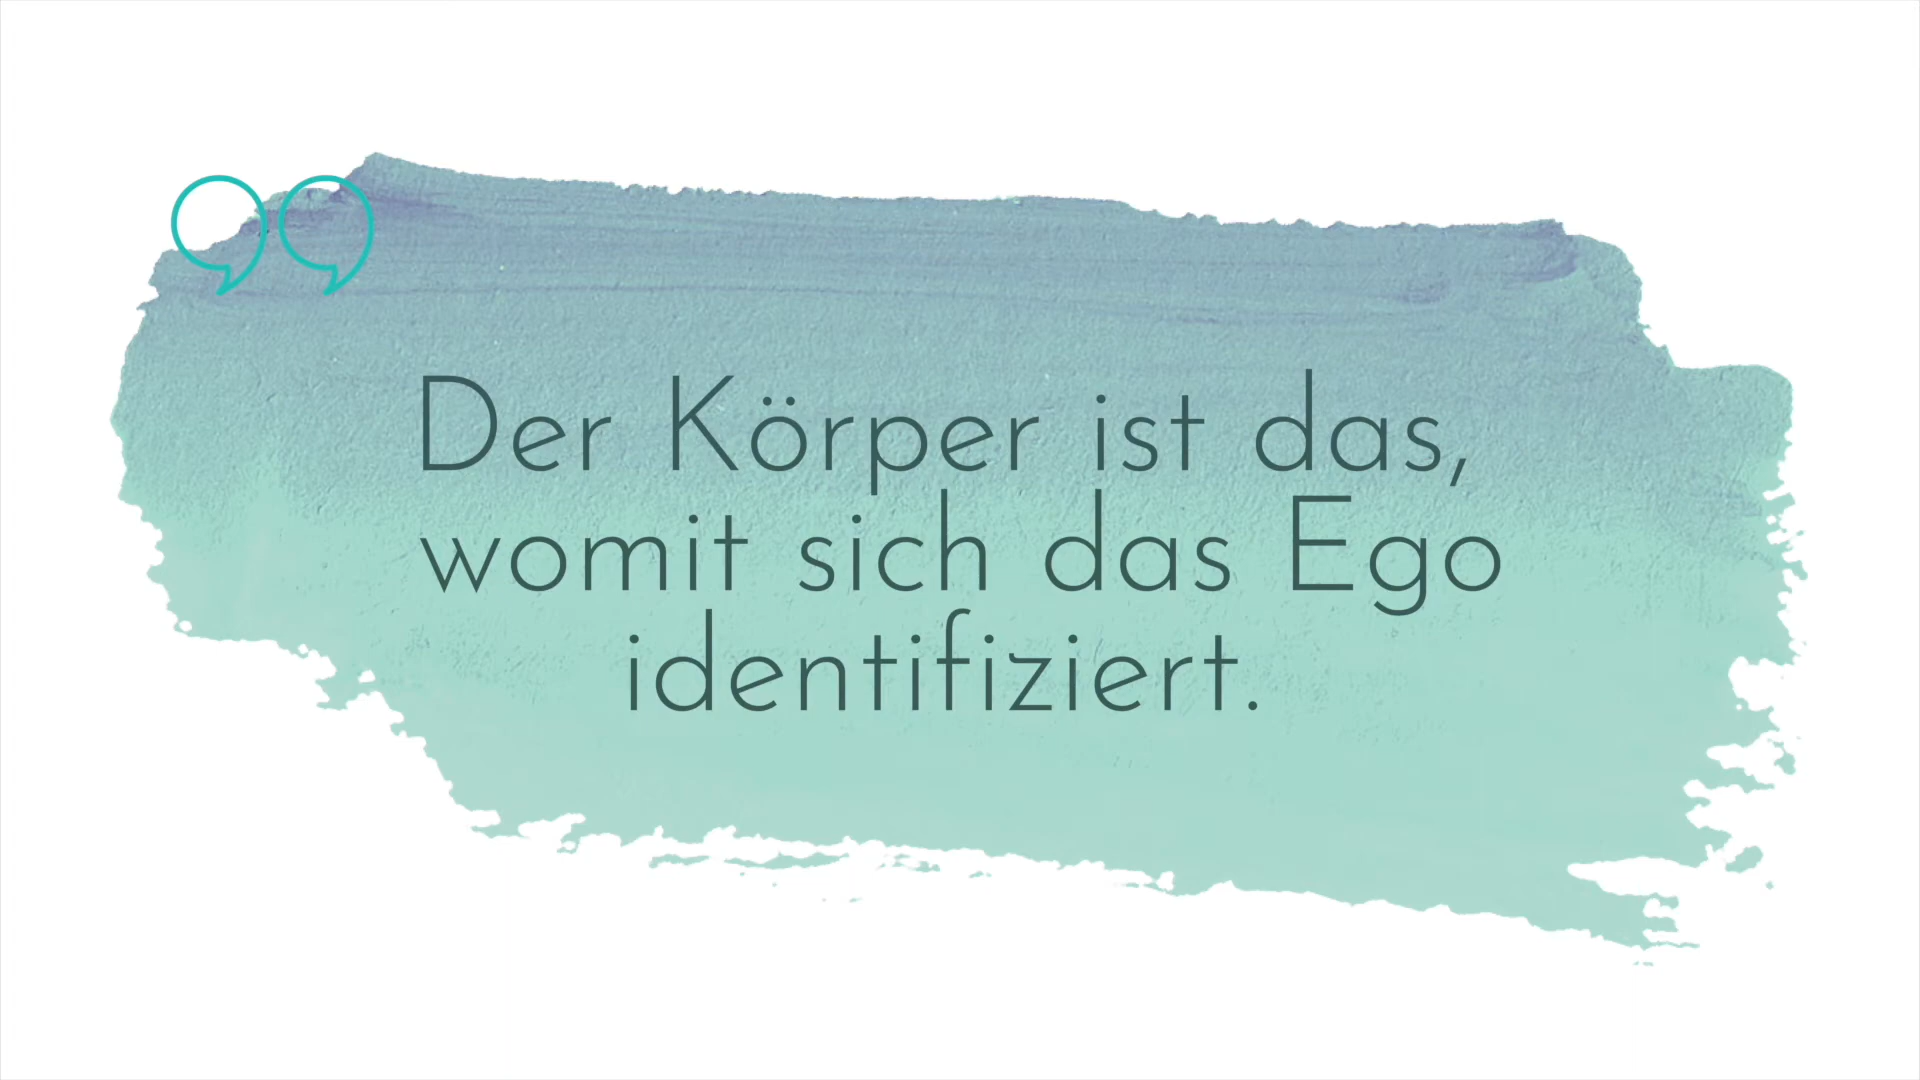 Der Körper ist das,
womit sich das Ego
identifiziert.